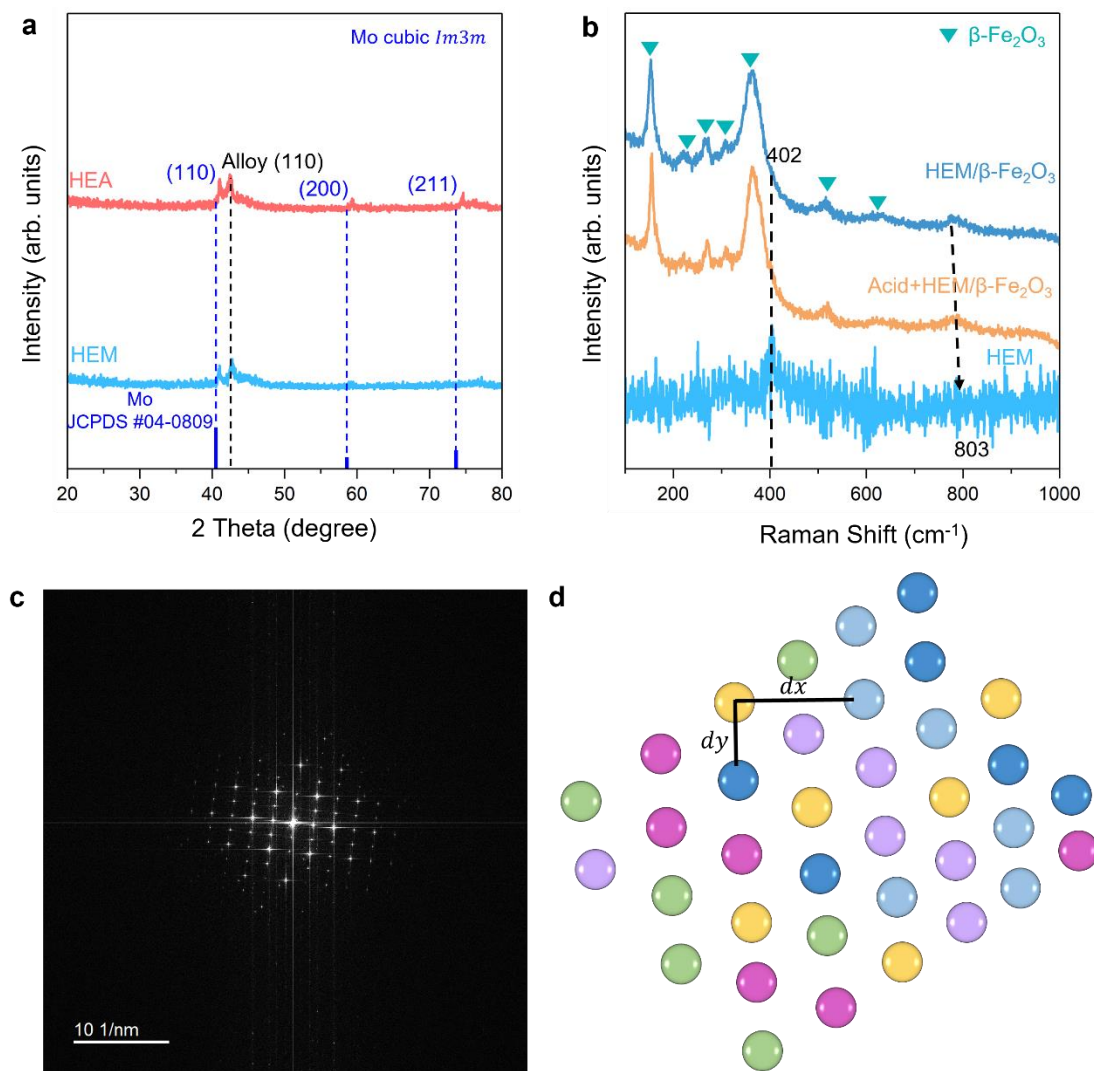 a
Mo cubic Im3m
Alloy (110)
(110)
(200)
(211)
HEA
HEM
Mo
JCPDS #04-0809
20 30 40 50 60 70 80
2 Theta (degree)
Intensity (arb. units)
b
β-Fe₂O₃
402
HEM/β-Fe₂O₃
Acid+HEM/β-Fe₂O₃
HEM
803
200 400 600 800 1000
Raman Shift (cm⁻¹)
Intensity (arb. units)
c
10 1/nm
d
dx
dy